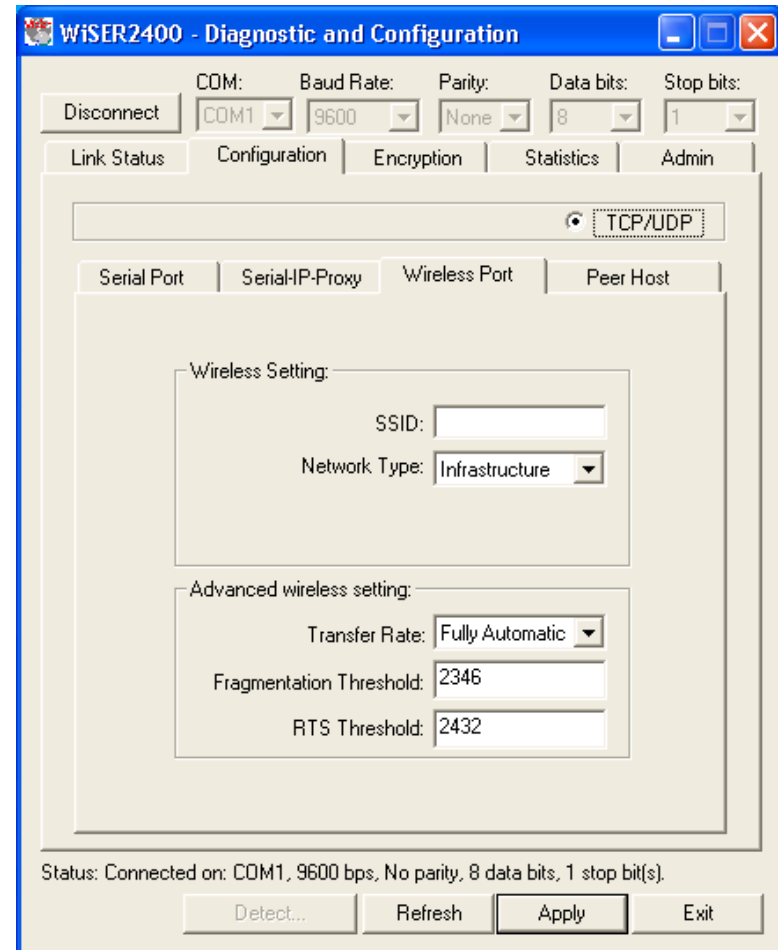 WiSER2400 - Diagnostic and Configuration
COM: Baud Rate: Parity: Data bits: Stop bits:
Disconnect COM1 9600 None 8 1
Link Status Configuration Encryption Statistics Admin
TCP/UDP
Serial Port Serial-IP-Proxy Wireless Port Peer Host
Wireless Setting:
SSID:
Network Type: Infrastructure
Advanced wireless setting:
Transfer Rate: Fully Automatic
Fragmentation Threshold: 2346
RTS Threshold: 2432
Status: Connected on: COM1, 9600 bps, No parity, 8 data bits, 1 stop bit(s).
Detect... Refresh Apply Exit